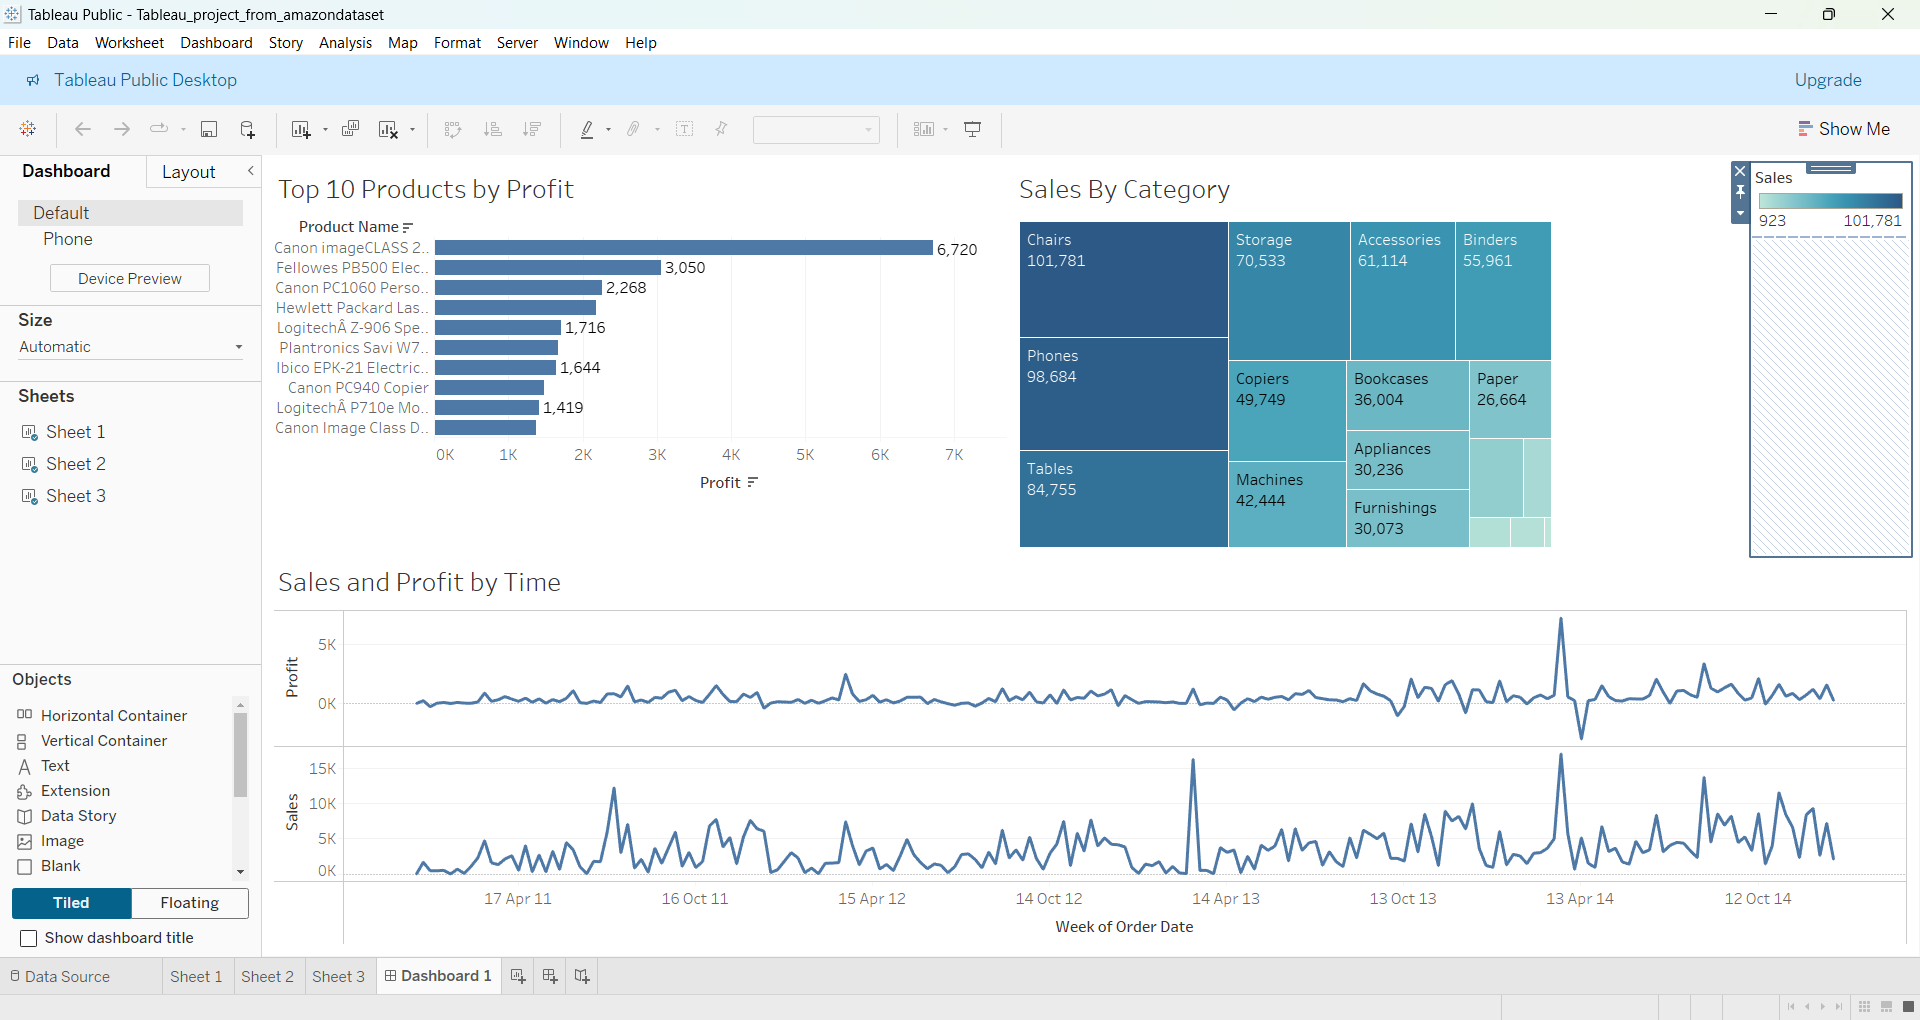 Tableau Public - Tableau_project_from_amazondataset
File Data Worksheet Dashboard Story Analysis Map Format Server Window Help
Tableau Public Desktop
Upgrade
Show Me
Dashboard
Layout
Default
Phone
Device Preview
Size
Automatic
Sheets
Sheet 1
Sheet 2
Sheet 3
Objects
Horizontal Container
Vertical Container
Text
Extension
Data Story
Image
Blank
Tiled
Floating
Show dashboard title
Top 10 Products by Profit
Product Name
Canon imageCLASS 2.. 6,720
Fellowes PB500 Elec.. 3,050
Canon PC1060 Perso.. 2,268
Hewlett Packard Las..
LogitechÂ Z-906 Spe.. 1,716
Plantronics Savi W7..
Ibico EPK-21 Electric.. 1,644
Canon PC940 Copier
LogitechÂ P710e Mo.. 1,419
Canon Image Class D..
0K 1K 2K 3K 4K 5K 6K 7K
Profit
Sales By Category
Chairs
101,781
Phones
98,684
Tables
84,755
Storage
70,533
Accessories
61,114
Binders
55,961
Copiers
49,749
Machines
42,444
Bookcases
36,004
Appliances
30,236
Furnishings
30,073
Paper
26,664
Sales
923 101,781
Sales and Profit by Time
Profit
5K
0K
Sales
15K
10K
5K
0K
17 Apr 11 16 Oct 11 15 Apr 12 14 Oct 12 14 Apr 13 13 Oct 13 13 Apr 14 12 Oct 14
Week of Order Date
Data Source Sheet 1 Sheet 2 Sheet 3 Dashboard 1